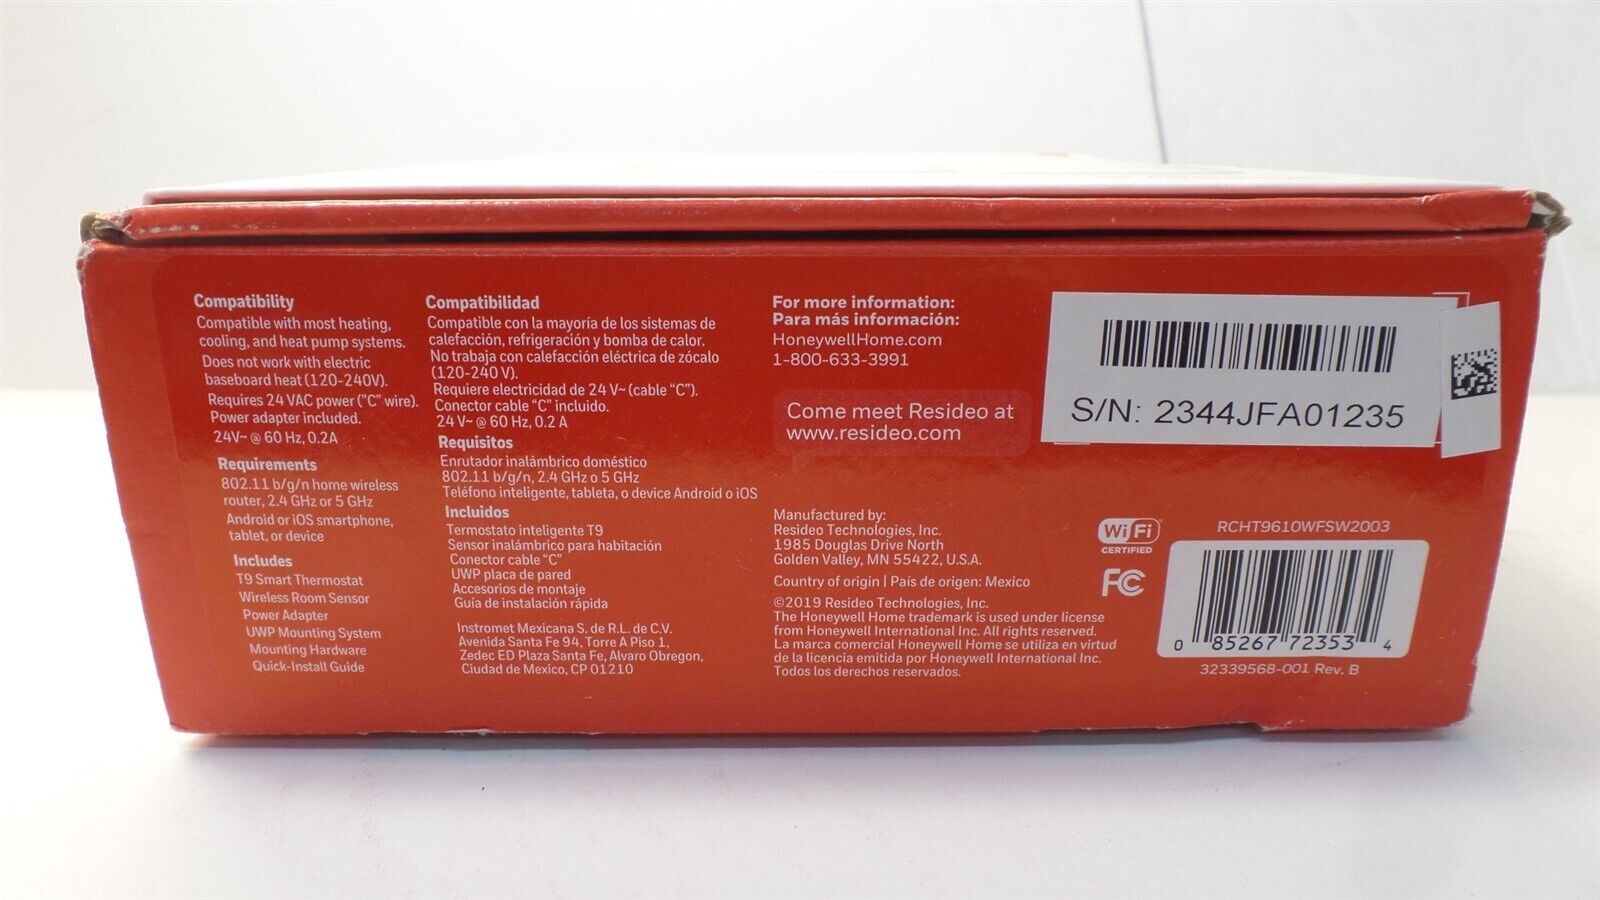 Compatibility
Compatible with most heating,
cooling, and heat pump systems.
Does not work with electric
baseboard heat (120-240V).
Requires 24 VAC power ("C" wire).
Power adapter included.
24V~ @ 60 Hz, 0.2A
Requirements
802.11 b/g/n home wireless
router, 2.4 GHz or 5 GHz
Android or iOS smartphone,
tablet, or device
Includes
T9 Smart Thermostat
Wireless Room Sensor
Power Adapter
UWP Mounting System
Mounting Hardware
Quick-Install Guide
Compatibilidad
Compatible con la mayoría de los sistemas de
calefacción, refrigeración y bomba de calor.
No trabaja con calefacción eléctrica de zócalo
(120-240 V).
Requiere electricidad de 24 V~ (cable "C").
Conector cable "C" incluido.
24 V~ @ 60 Hz, 0.2 A
Requisitos
Enrutador inalámbrico doméstico
802.11 b/g/n, 2.4 GHz o 5 GHz
Teléfono inteligente, tableta, o device Android o iOS
Incluidos
Termostato inteligente T9
Sensor inalámbrico para habitación
Conector cable "C"
UWP placa de pared
Accesorios de montaje
Guía de instalación rápida
Instromet Mexicana S. de R.L. de C.V.
Avenida Santa Fe 94, Torre A Piso 1,
Zedec ED Plaza Santa Fe, Alvaro Obregon,
Ciudad de Mexico, CP 01210
For more information:
Para más información:
HoneywellHome.com
1-800-633-3991
Come meet Resideo at
www.resideo.com
Manufactured by:
Resideo Technologies, Inc.
1985 Douglas Drive North
Golden Valley, MN 55422, U.S.A.
Country of origin | País de origen: Mexico
©2019 Resideo Technologies, Inc.
The Honeywell Home trademark is used under license
from Honeywell International Inc. All rights reserved.
La marca comercial Honeywell Home se utiliza en virtud
de la licencia emitida por Honeywell International Inc.
Todos los derechos reservados.
S/N: 2344JFA01235
Wi Fi
CERTIFIED
FC
RCHT9610WFSW2003
0 85267 72353 4
32339568-001 Rev. B